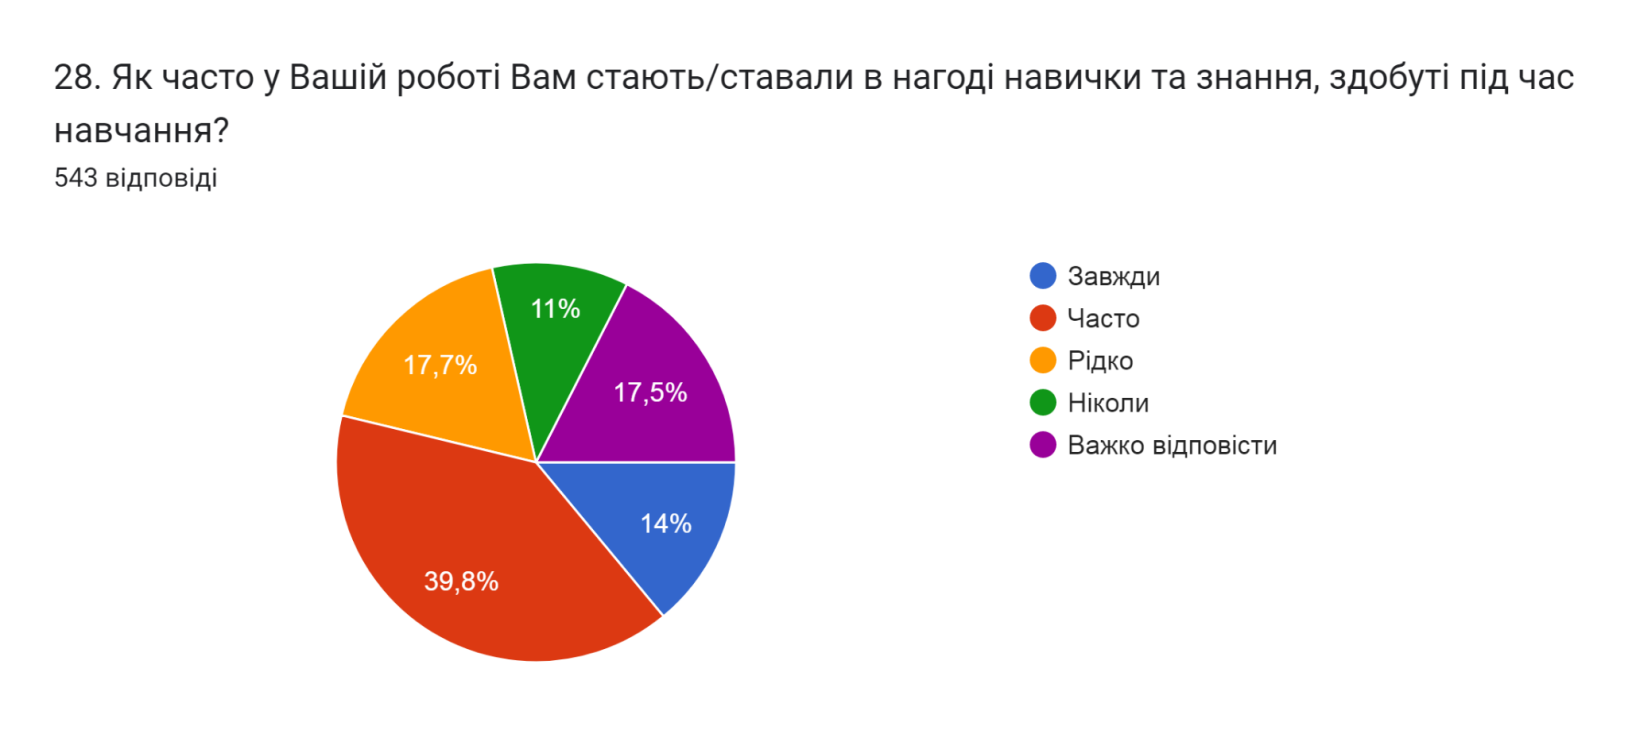 28. Як часто у Вашій роботі Вам стають/ставали в нагоді навички та знання, здобуті під час
навчання?
543 відповіді
11%
17,7%
17,5%
14%
39,8%
Завжди
Часто
Рідко
Ніколи
Важко відповісти